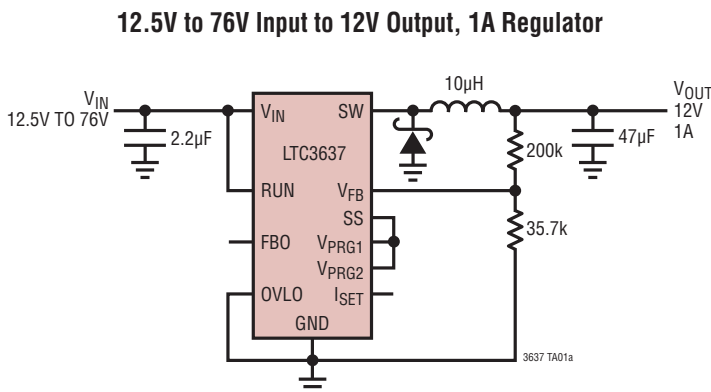 12.5V to 76V Input to 12V Output, 1A Regulator
VIN
12.5V TO 76V
2.2µF
VIN
SW
LTC3637
RUN
VFB
SS
FBO
VPRG1
VPRG2
OVLO
ISET
GND
10µH
200k
35.7k
47µF
VOUT
12V
1A
3637 TA01a